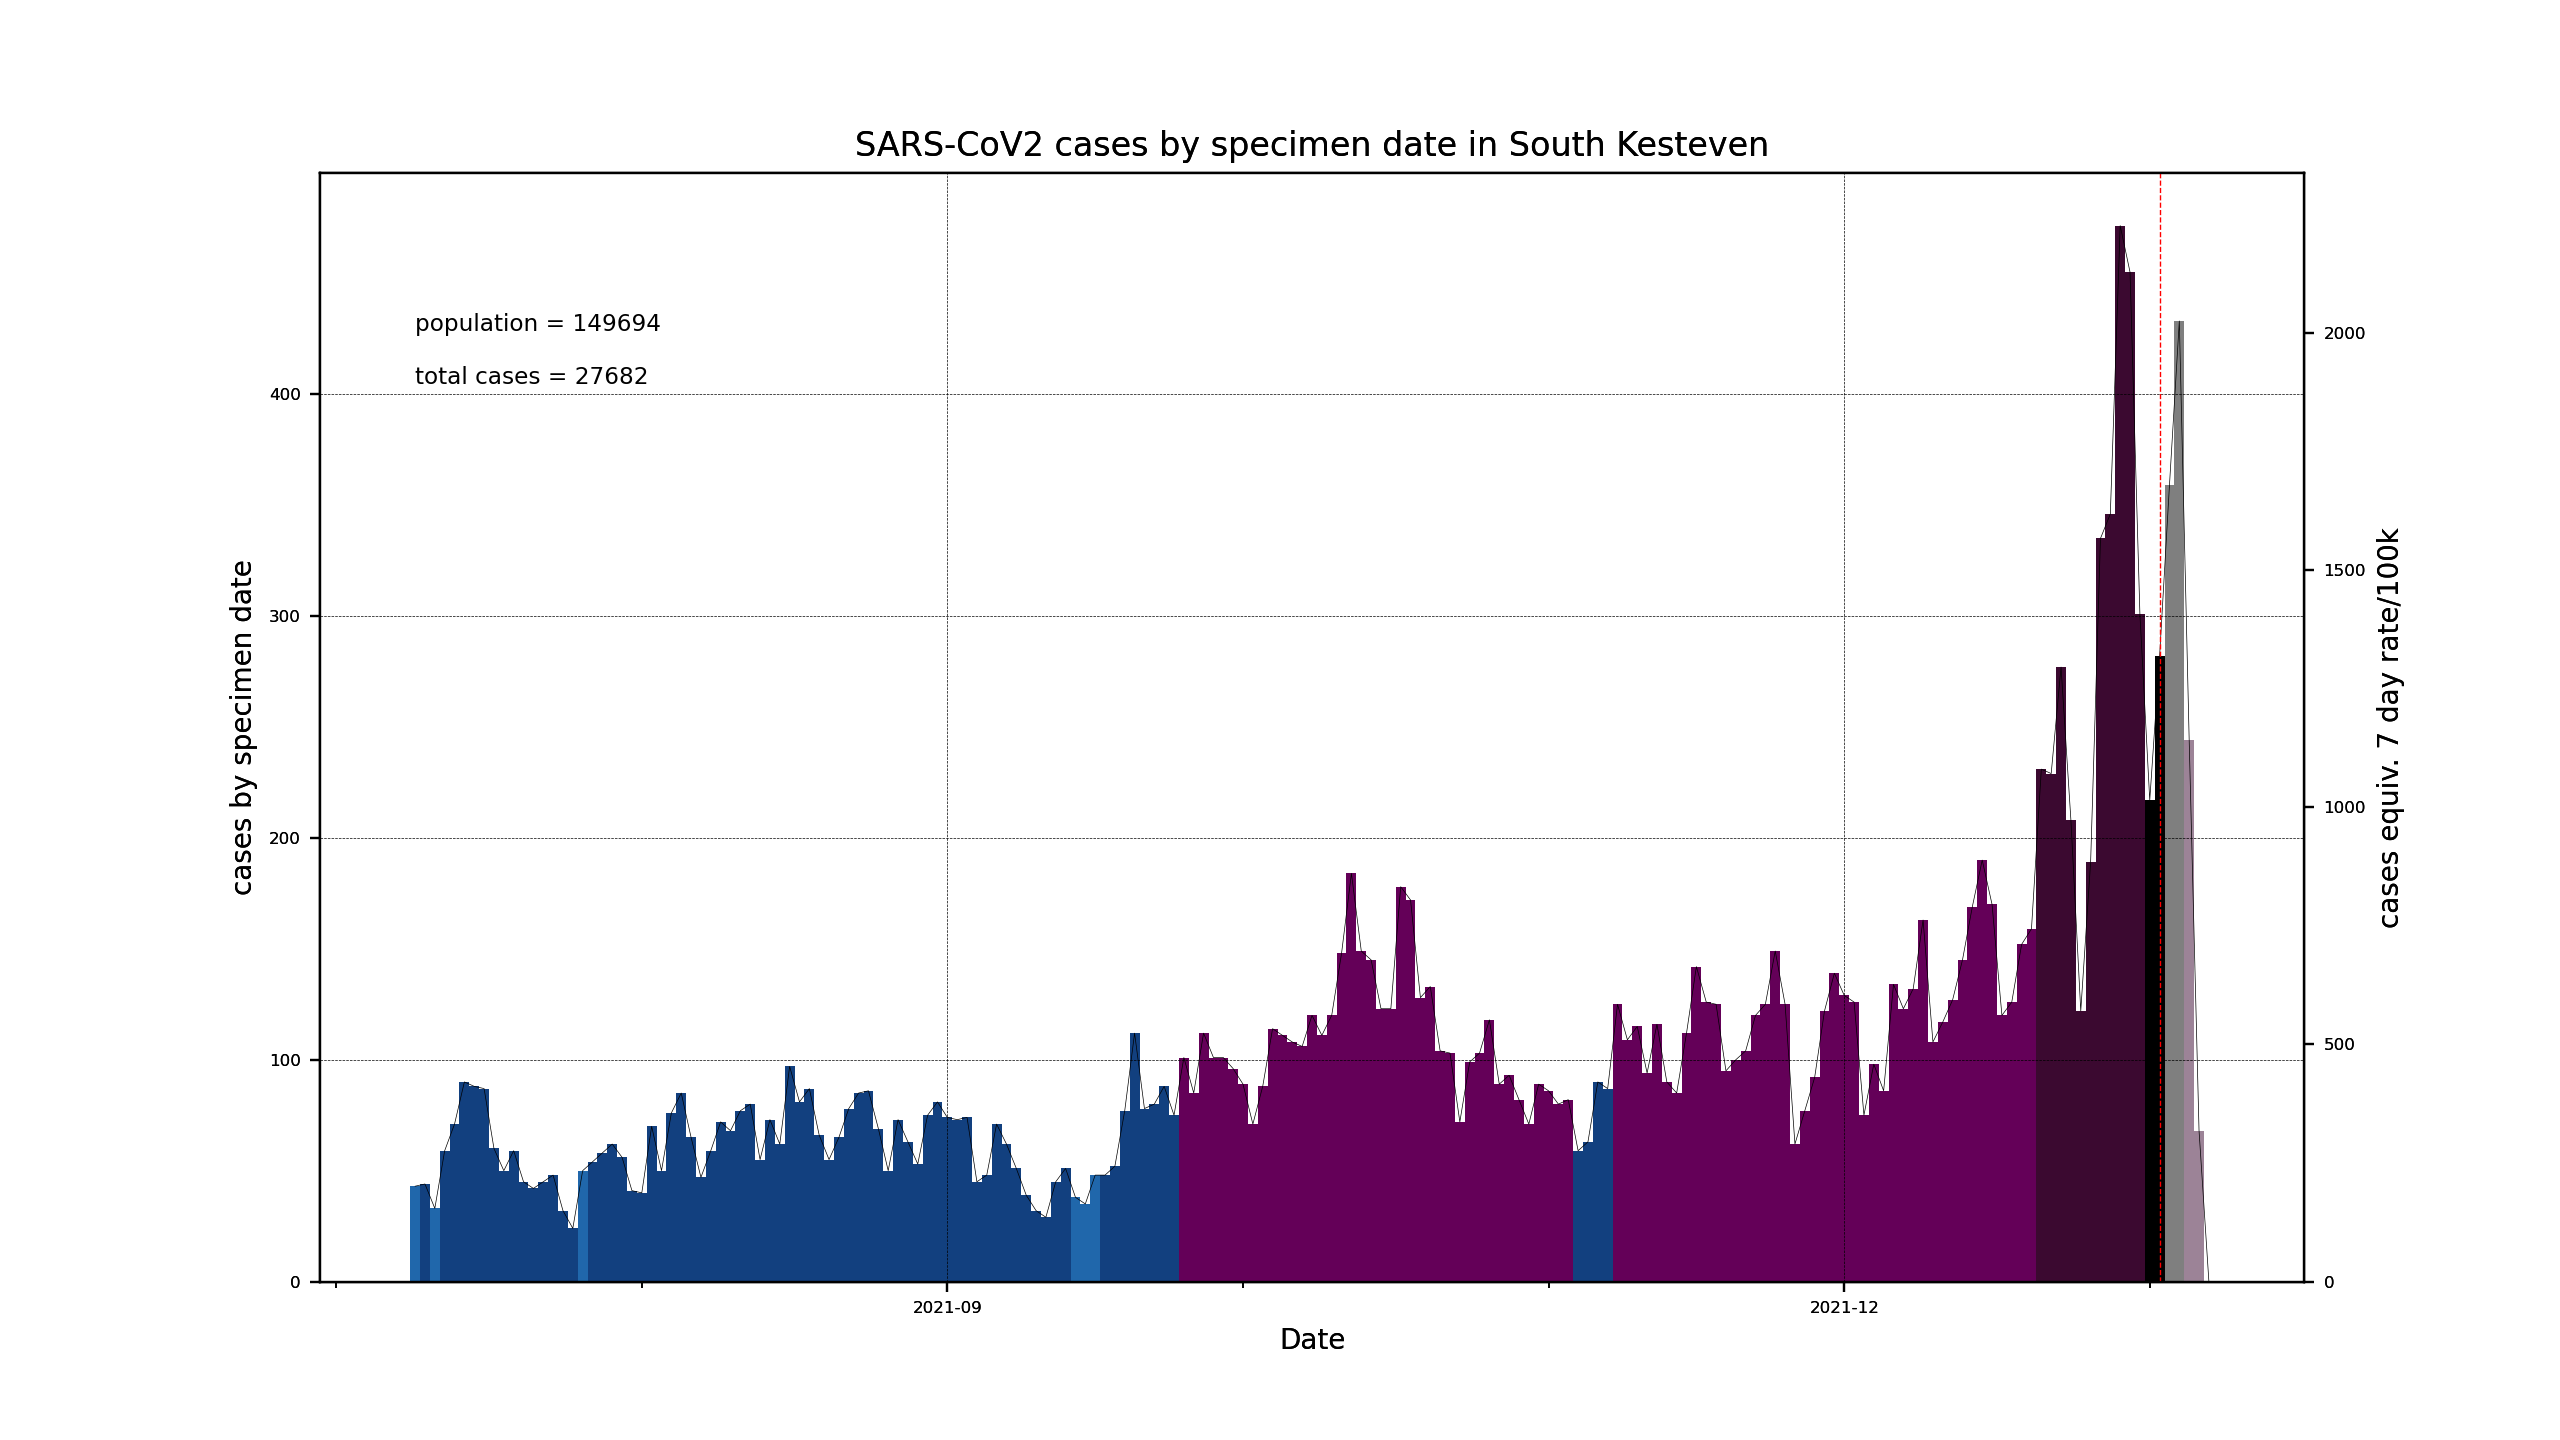 SARS-CoV2 cases by specimen date in South Kesteven
population = 149694
total cases = 27682
cases by specimen date
400
300
200
100
0
2000
1500
1000
500
0
cases equiv. 7 day rate/100k
2021-09
2021-12
Date